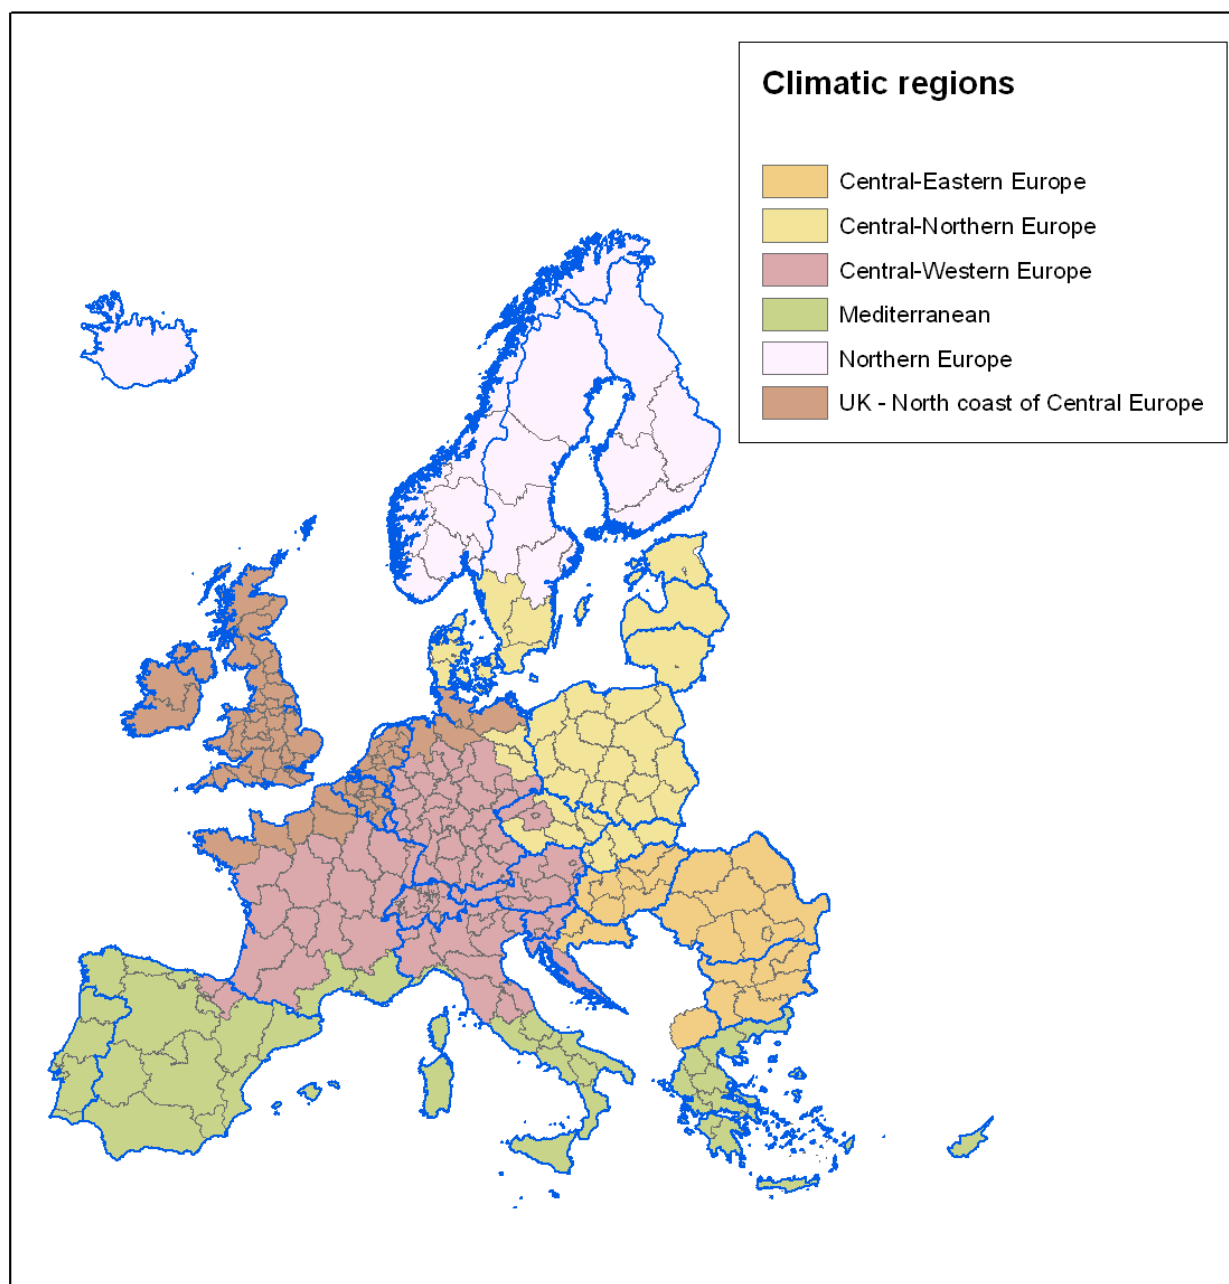 Climatic regions
Central-Eastern Europe
Central-Northern Europe
Central-Western Europe
Mediterranean
Northern Europe
UK - North coast of Central Europe